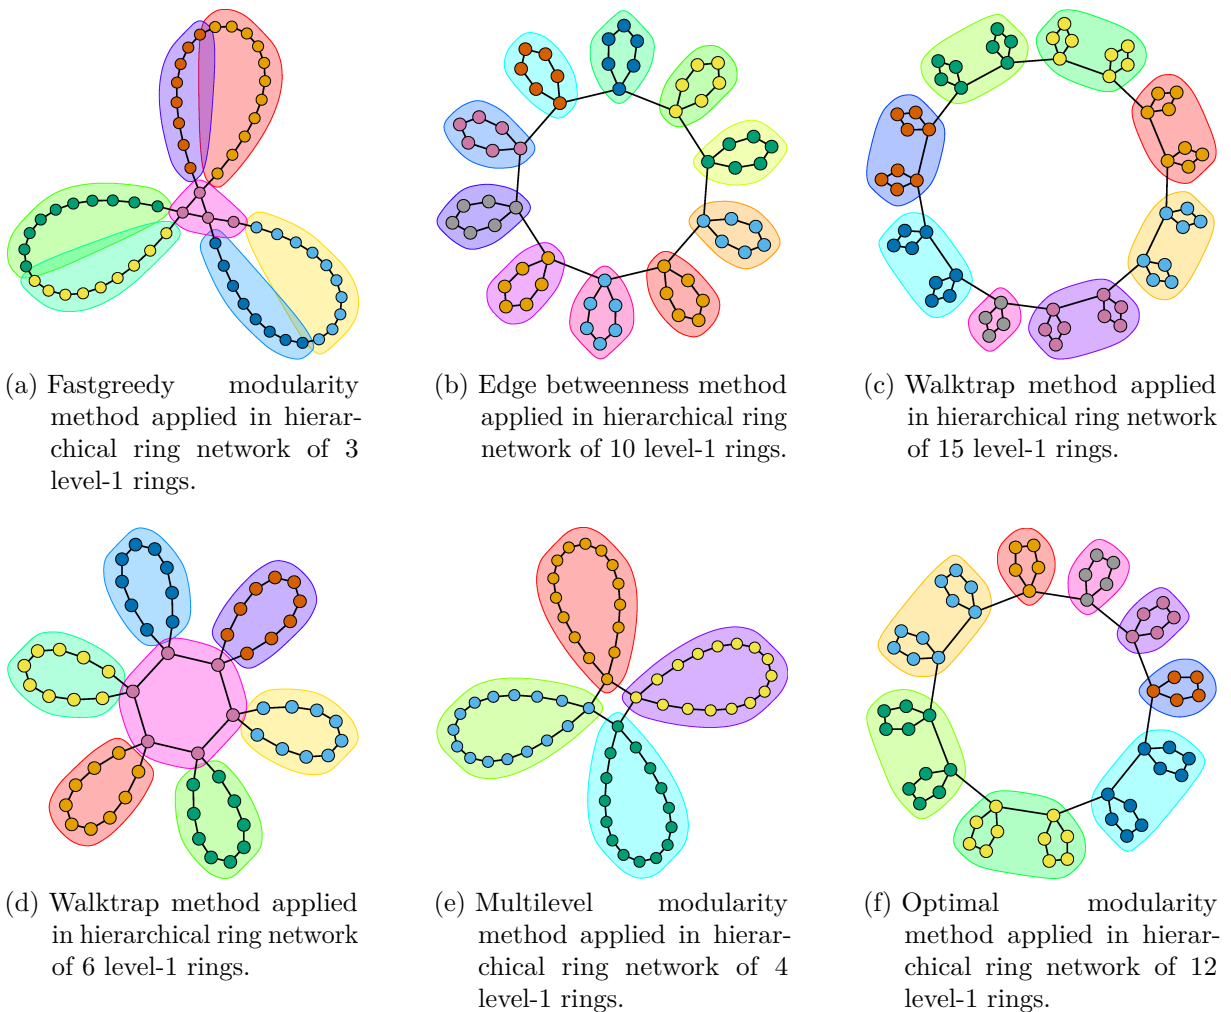 (a) Fastgreedy modularity
method applied in hierar-
chical ring network of 3
level-1 rings.
(b) Edge betweenness method
applied in hierarchical ring
network of 10 level-1 rings.
(c) Walktrap method applied
in hierarchical ring network
of 15 level-1 rings.
(d) Walktrap method applied
in hierarchical ring network
of 6 level-1 rings.
(e) Multilevel modularity
method applied in hierar-
chical ring network of 4
level-1 rings.
(f) Optimal modularity
method applied in hierar-
chical ring network of 12
level-1 rings.